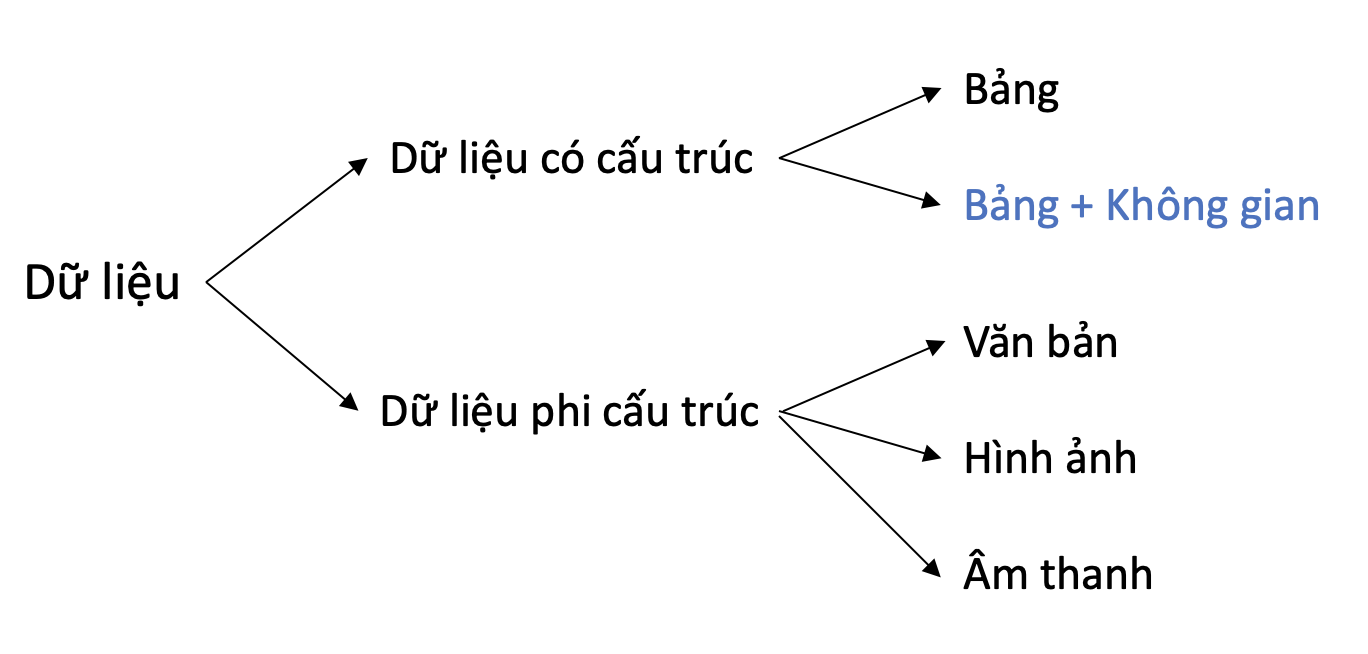 Dữ liệu
Dữ liệu có cấu trúc
Bảng
Bảng + Không gian
Dữ liệu phi cấu trúc
Văn bản
Hình ảnh
Âm thanh